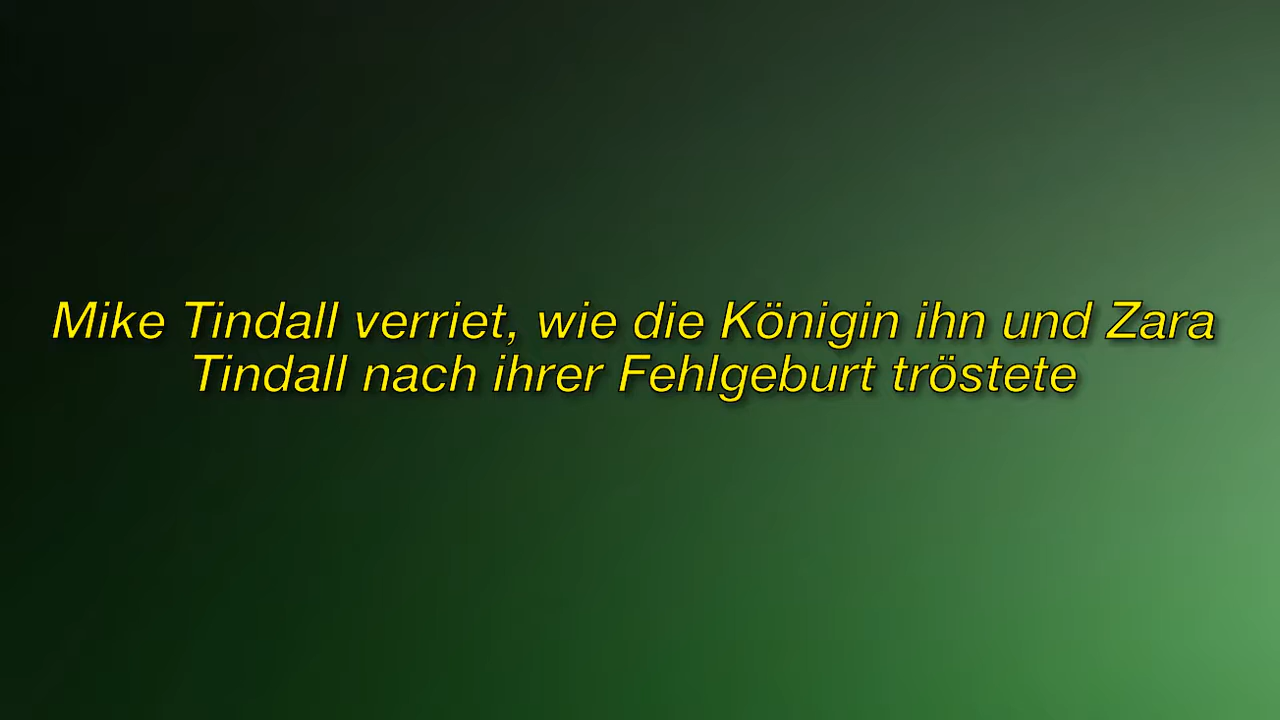 Mike Tindall verriet, wie die Königin ihn und Zara
Tindall nach ihrer Fehlgeburt tröstete